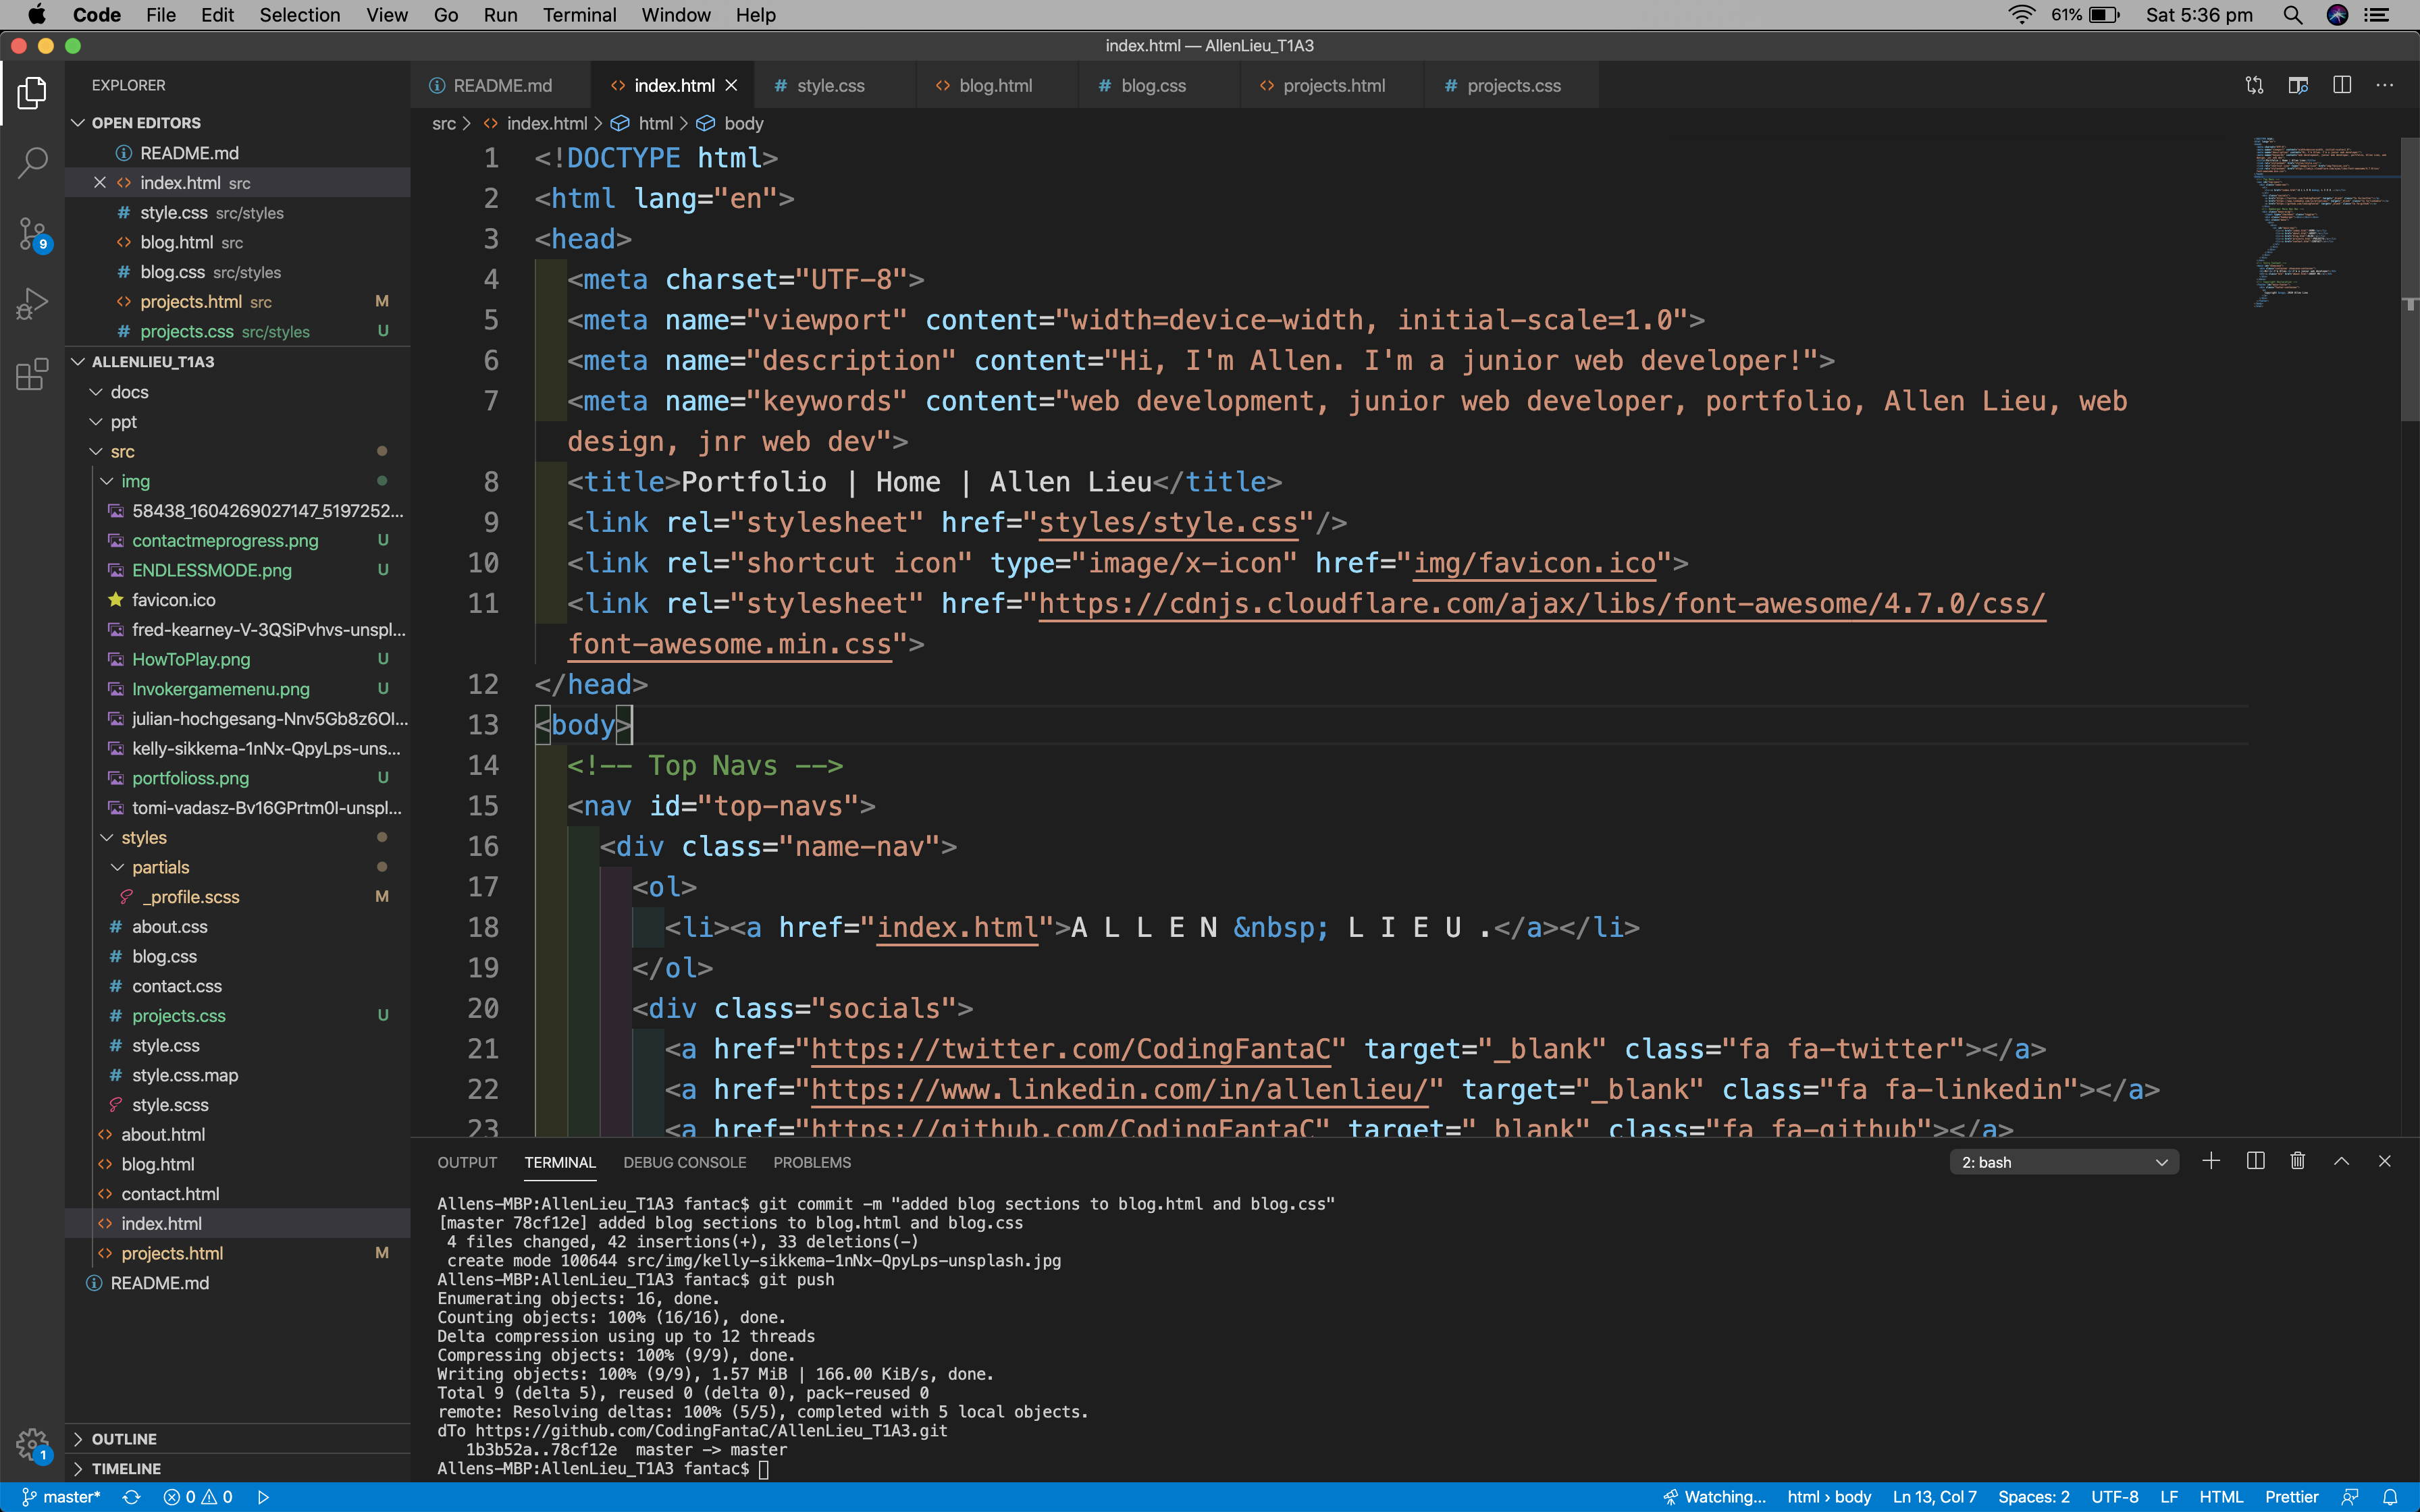 Code File Edit Selection View Go Run Terminal Window Help 61% Sat 5:36 pm
index.html — AllenLieu_T1A3
EXPLORER
OPEN EDITORS
README.md
index.html src
style.css src/styles
blog.html src
blog.css src/styles
projects.html src M
projects.css src/styles U
9
ALLENLIEU_T1A3
docs
ppt
src
img
58438_1604269027147_5197252...
contactmeprogress.png U
ENDLESSMODE.png U
favicon.ico
fred-kearney-V-3QSiPvhvs-unspl...
HowToPlay.png U
Invokergamemenu.png U
julian-hochgesang-Nnv5Gb8z6OI...
kelly-sikkema-1nNx-QpyLps-uns...
portfolioss.png U
tomi-vadasz-Bv16GPrtm0I-unspl...
styles
partials
_profile.scss M
about.css
blog.css
contact.css
projects.css U
style.css
style.css.map
style.scss
about.html
blog.html
contact.html
index.html
projects.html M
README.md
OUTLINE
TIMELINE
1
README.md index.html style.css blog.html blog.css projects.html projects.css
src > index.html > html > body
1 <!DOCTYPE html>
2 <html lang="en">
3 <head>
4 <meta charset="UTF-8">
5 <meta name="viewport" content="width=device-width, initial-scale=1.0">
6 <meta name="description" content="Hi, I'm Allen. I'm a junior web developer!">
7 <meta name="keywords" content="web development, junior web developer, portfolio, Allen Lieu, web
design, jnr web dev">
8 <title>Portfolio | Home | Allen Lieu</title>
9 <link rel="stylesheet" href="styles/style.css"/>
10 <link rel="shortcut icon" type="image/x-icon" href="img/favicon.ico">
11 <link rel="stylesheet" href="https://cdnjs.cloudflare.com/ajax/libs/font-awesome/4.7.0/css/
font-awesome.min.css">
12 </head>
13 <body>
14 <!-- Top Navs -->
15 <nav id="top-navs">
16 <div class="name-nav">
17 <ol>
18 <li><a href="index.html">A L L E N &nbsp; L I E U .</a></li>
19 </ol>
20 <div class="socials">
21 <a href="https://twitter.com/CodingFantaC" target="_blank" class="fa fa-twitter"></a>
22 <a href="https://www.linkedin.com/in/allenlieu/" target="_blank" class="fa fa-linkedin"></a>
23 <a href="https://github.com/CodingFantaC" target="_blank" class="fa fa-github"></a>
OUTPUT TERMINAL DEBUG CONSOLE PROBLEMS 2: bash
Allens-MBP:AllenLieu_T1A3 fantac$ git commit -m "added blog sections to blog.html and blog.css"
[master 78cf12e] added blog sections to blog.html and blog.css
4 files changed, 42 insertions(+), 33 deletions(-)
create mode 100644 src/img/kelly-sikkema-1nNx-QpyLps-unsplash.jpg
Allens-MBP:AllenLieu_T1A3 fantac$ git push
Enumerating objects: 16, done.
Counting objects: 100% (16/16), done.
Delta compression using up to 12 threads
Compressing objects: 100% (9/9), done.
Writing objects: 100% (9/9), 1.57 MiB | 166.00 KiB/s, done.
Total 9 (delta 5), reused 0 (delta 0), pack-reused 0
remote: Resolving deltas: 100% (5/5), completed with 5 local objects.
dTo https://github.com/CodingFantaC/AllenLieu_T1A3.git
1b3b52a..78cf12e master -> master
Allens-MBP:AllenLieu_T1A3 fantac$
master* 0 0 Watching... html › body Ln 13, Col 7 Spaces: 2 UTF-8 LF HTML Prettier